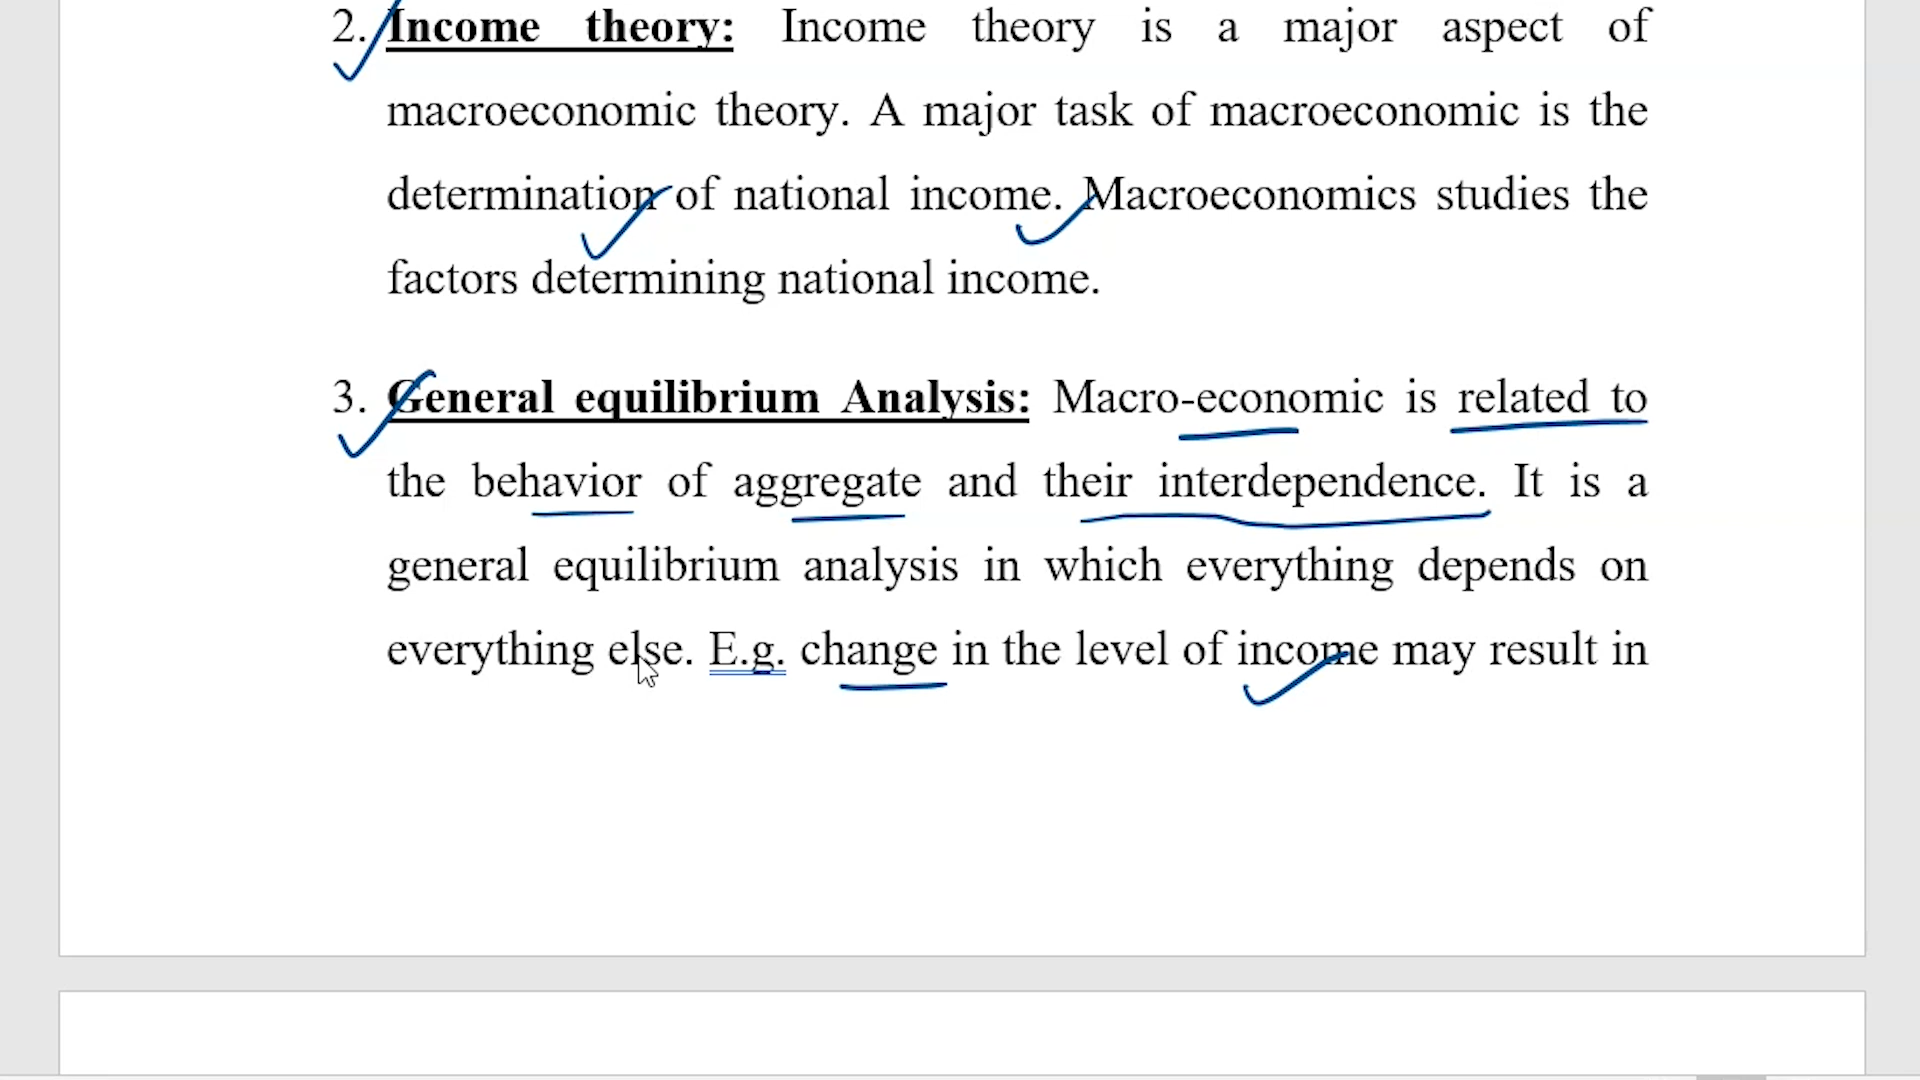 2. Income theory: Income theory is a major aspect of
macroeconomic theory. A major task of macroeconomic is the
determination of national income. Macroeconomics studies the
factors determining national income.
3. General equilibrium Analysis: Macro-economic is related to
the behavior of aggregate and their interdependence. It is a
general equilibrium analysis in which everything depends on
everything else. E.g. change in the level of income may result in